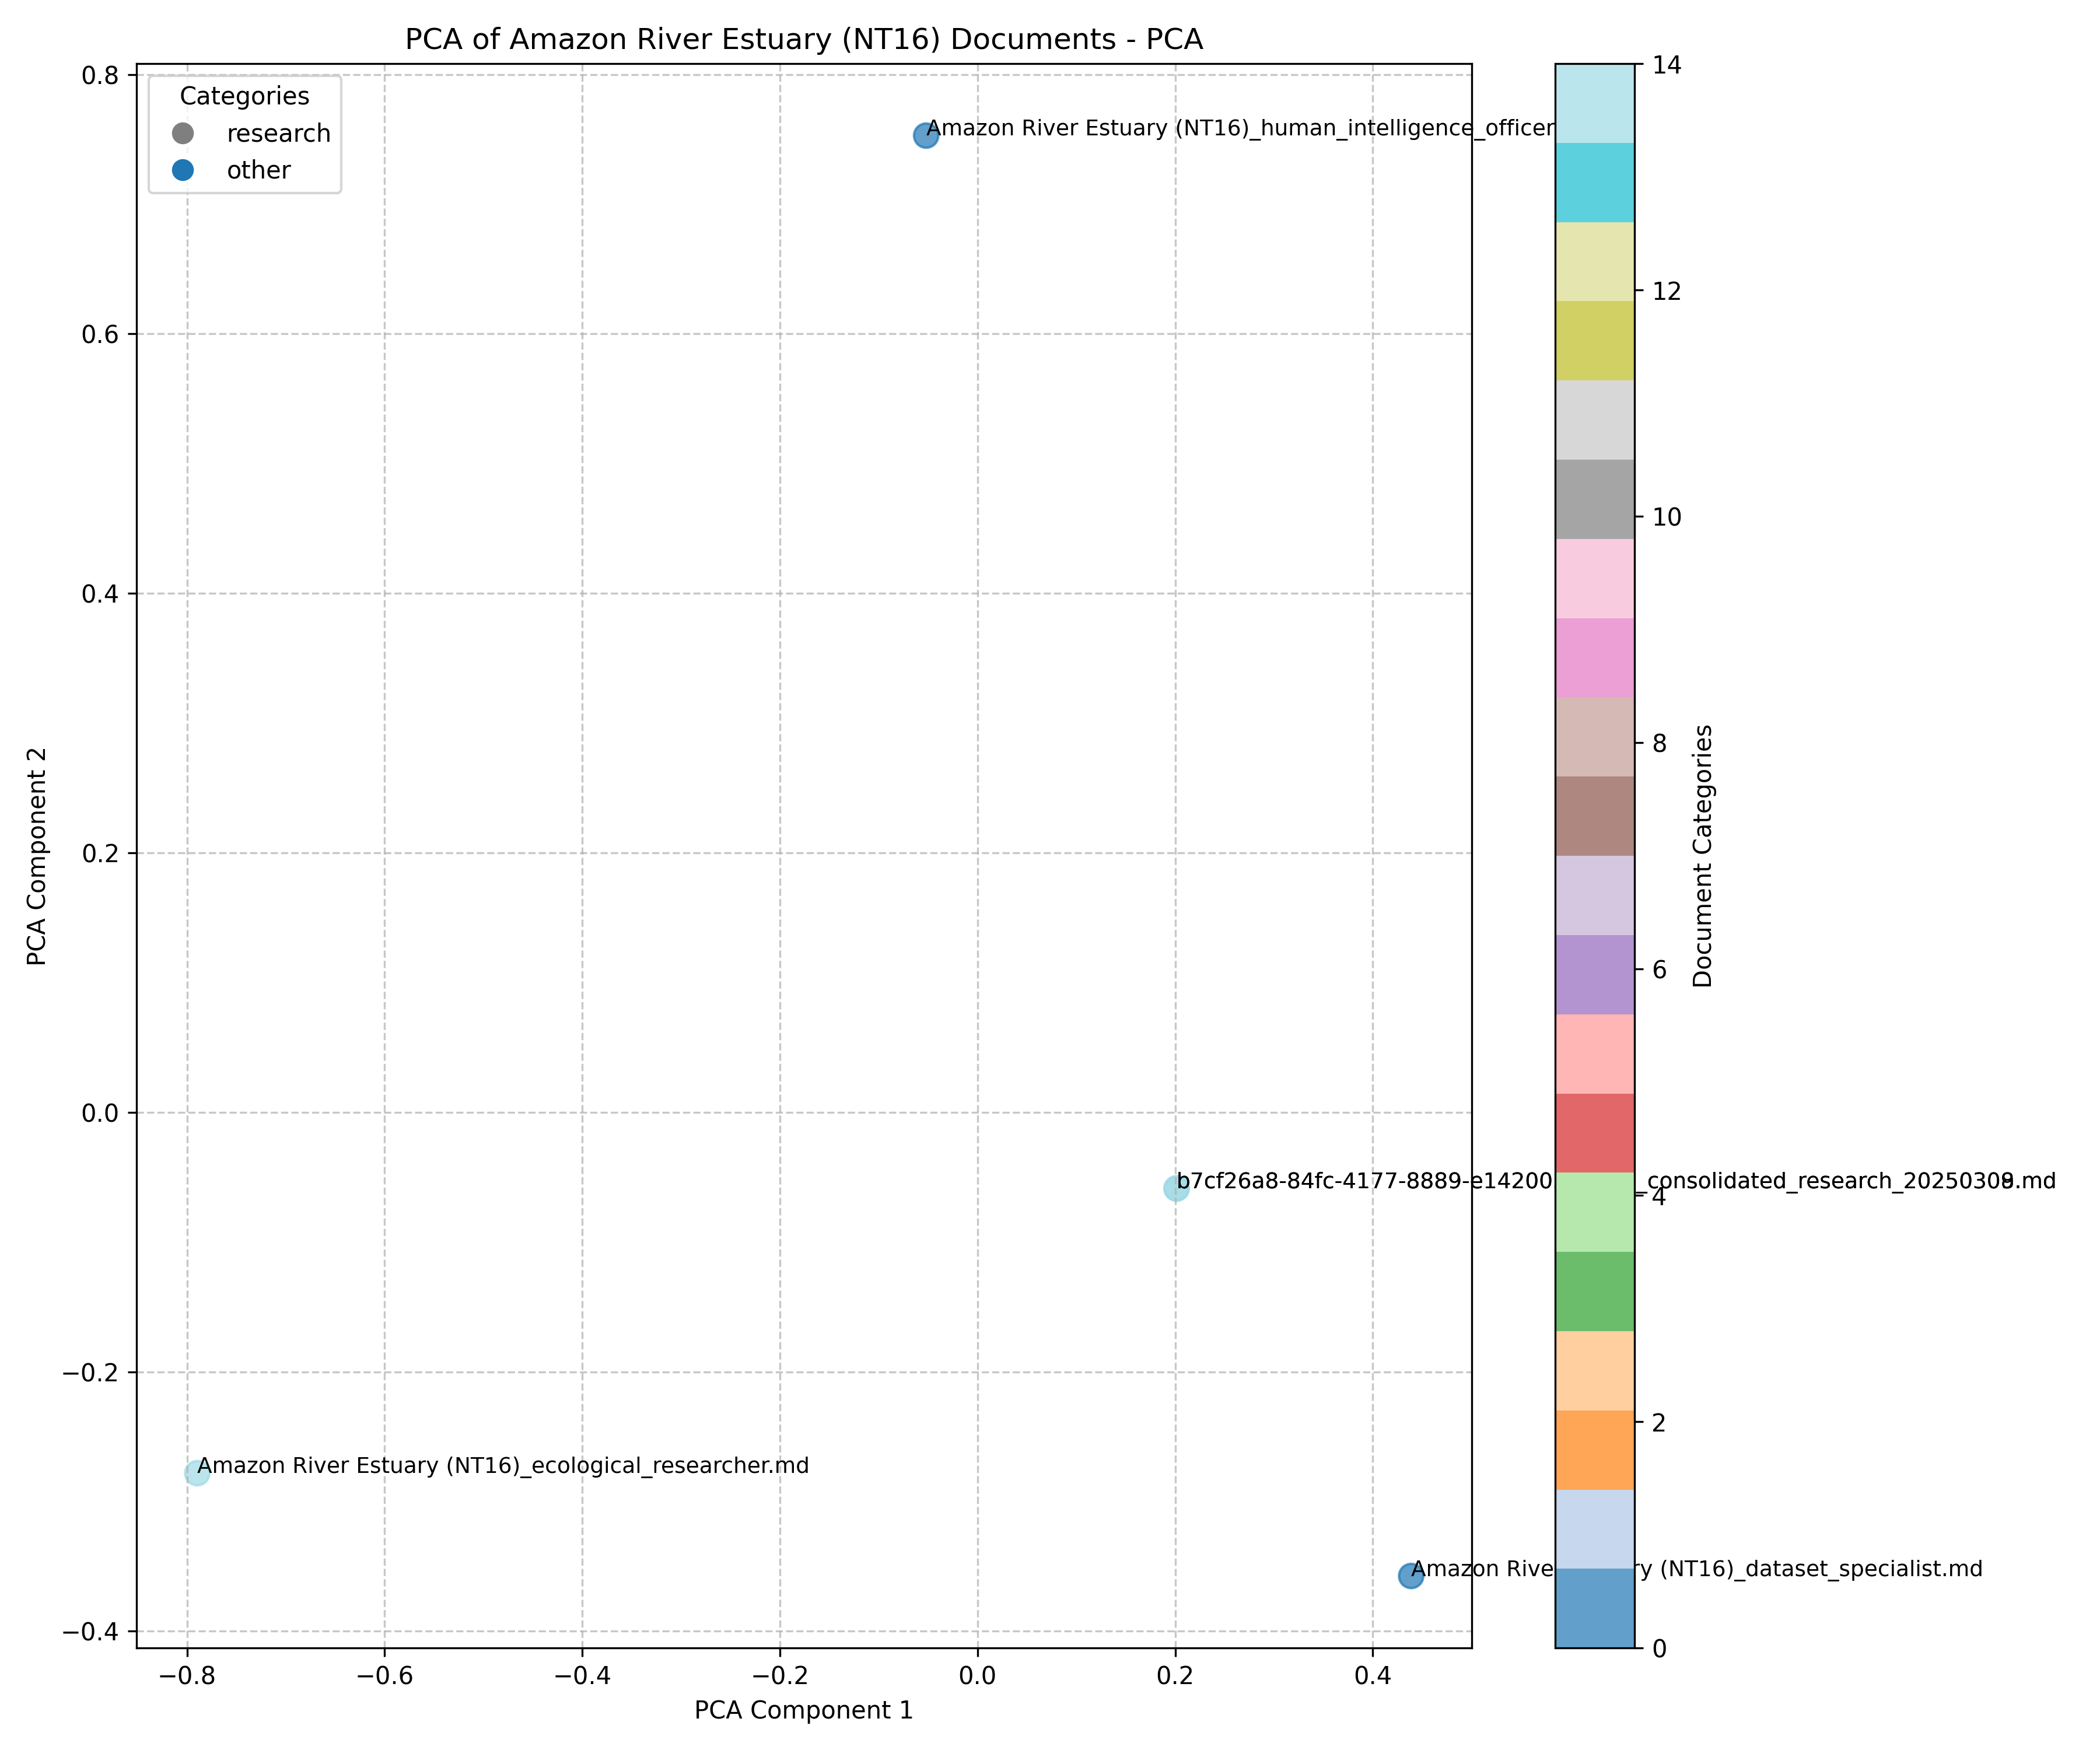 PCA of Amazon River Estuary (NT16) Documents - PCA
Categories
research
other
Amazon River Estuary (NT16)_human_intelligence_officer
b7cf26a8-84fc-4177-8889-e14200 _consolidated_research_2025030 .md
Amazon River Estuary (NT16)_ecological_researcher.md
Amazon Rive y (NT16)_dataset_specialist.md
0.8
0.6
0.4
0.2
0.0
−0.2
−0.4
PCA Component 2
−0.8
−0.6
−0.4
−0.2
0.0
0.2
0.4
PCA Component 1
14
12
10
8
6
4
2
0
Document Categories